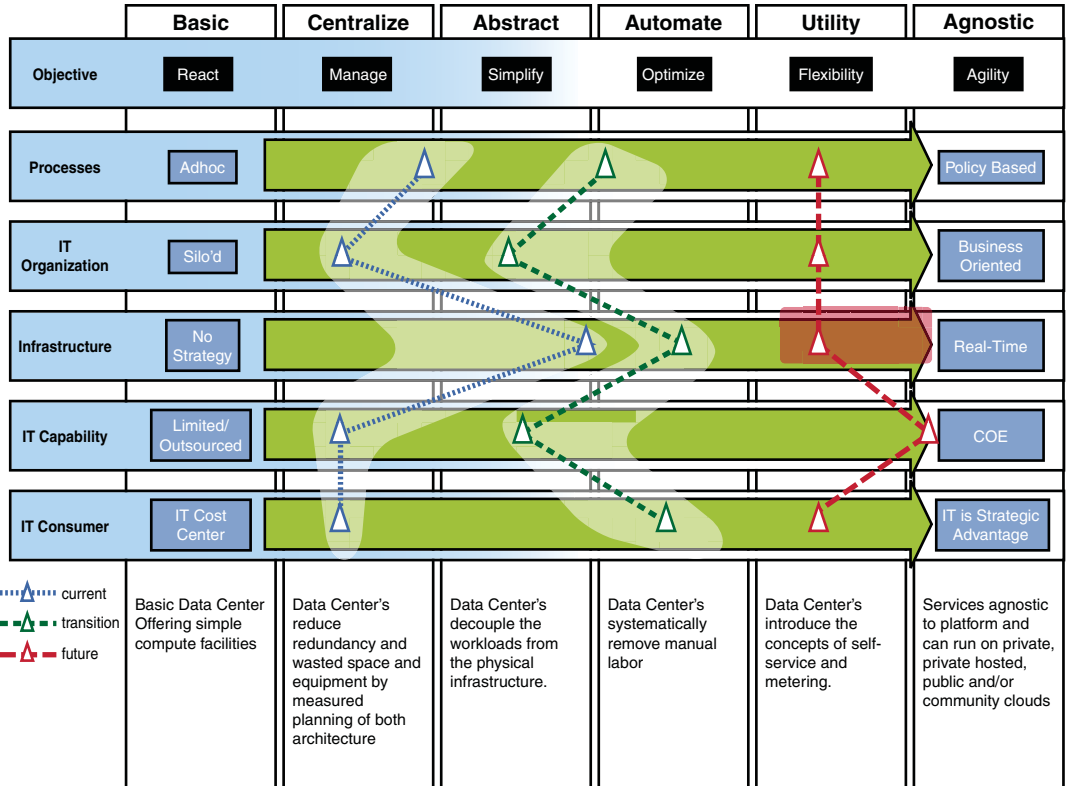 Basic
Centralize
Abstract
Automate
Utility
Agnostic
Objective
React
Manage
Simplify
Optimize
Flexibility
Agility
Processes
Adhoc
Policy Based
IT
Organization
Silo'd
Business
Oriented
Infrastructure
No
Strategy
Real-Time
IT Capability
Limited/
Outsourced
COE
IT Consumer
IT Cost
Center
IT is Strategic
Advantage
current
transition
future
Basic Data Center
Offering simple
compute facilities
Data Center's
reduce
redundancy and
wasted space and
equipment by
measured
planning of both
architecture
Data Center's
decouple the
workloads from
the physical
infrastructure.
Data Center's
systematically
remove manual
labor
Data Center's
introduce the
concepts of self-
service and
metering.
Services agnostic
to platform and
can run on private,
private hosted,
public and/or
community clouds